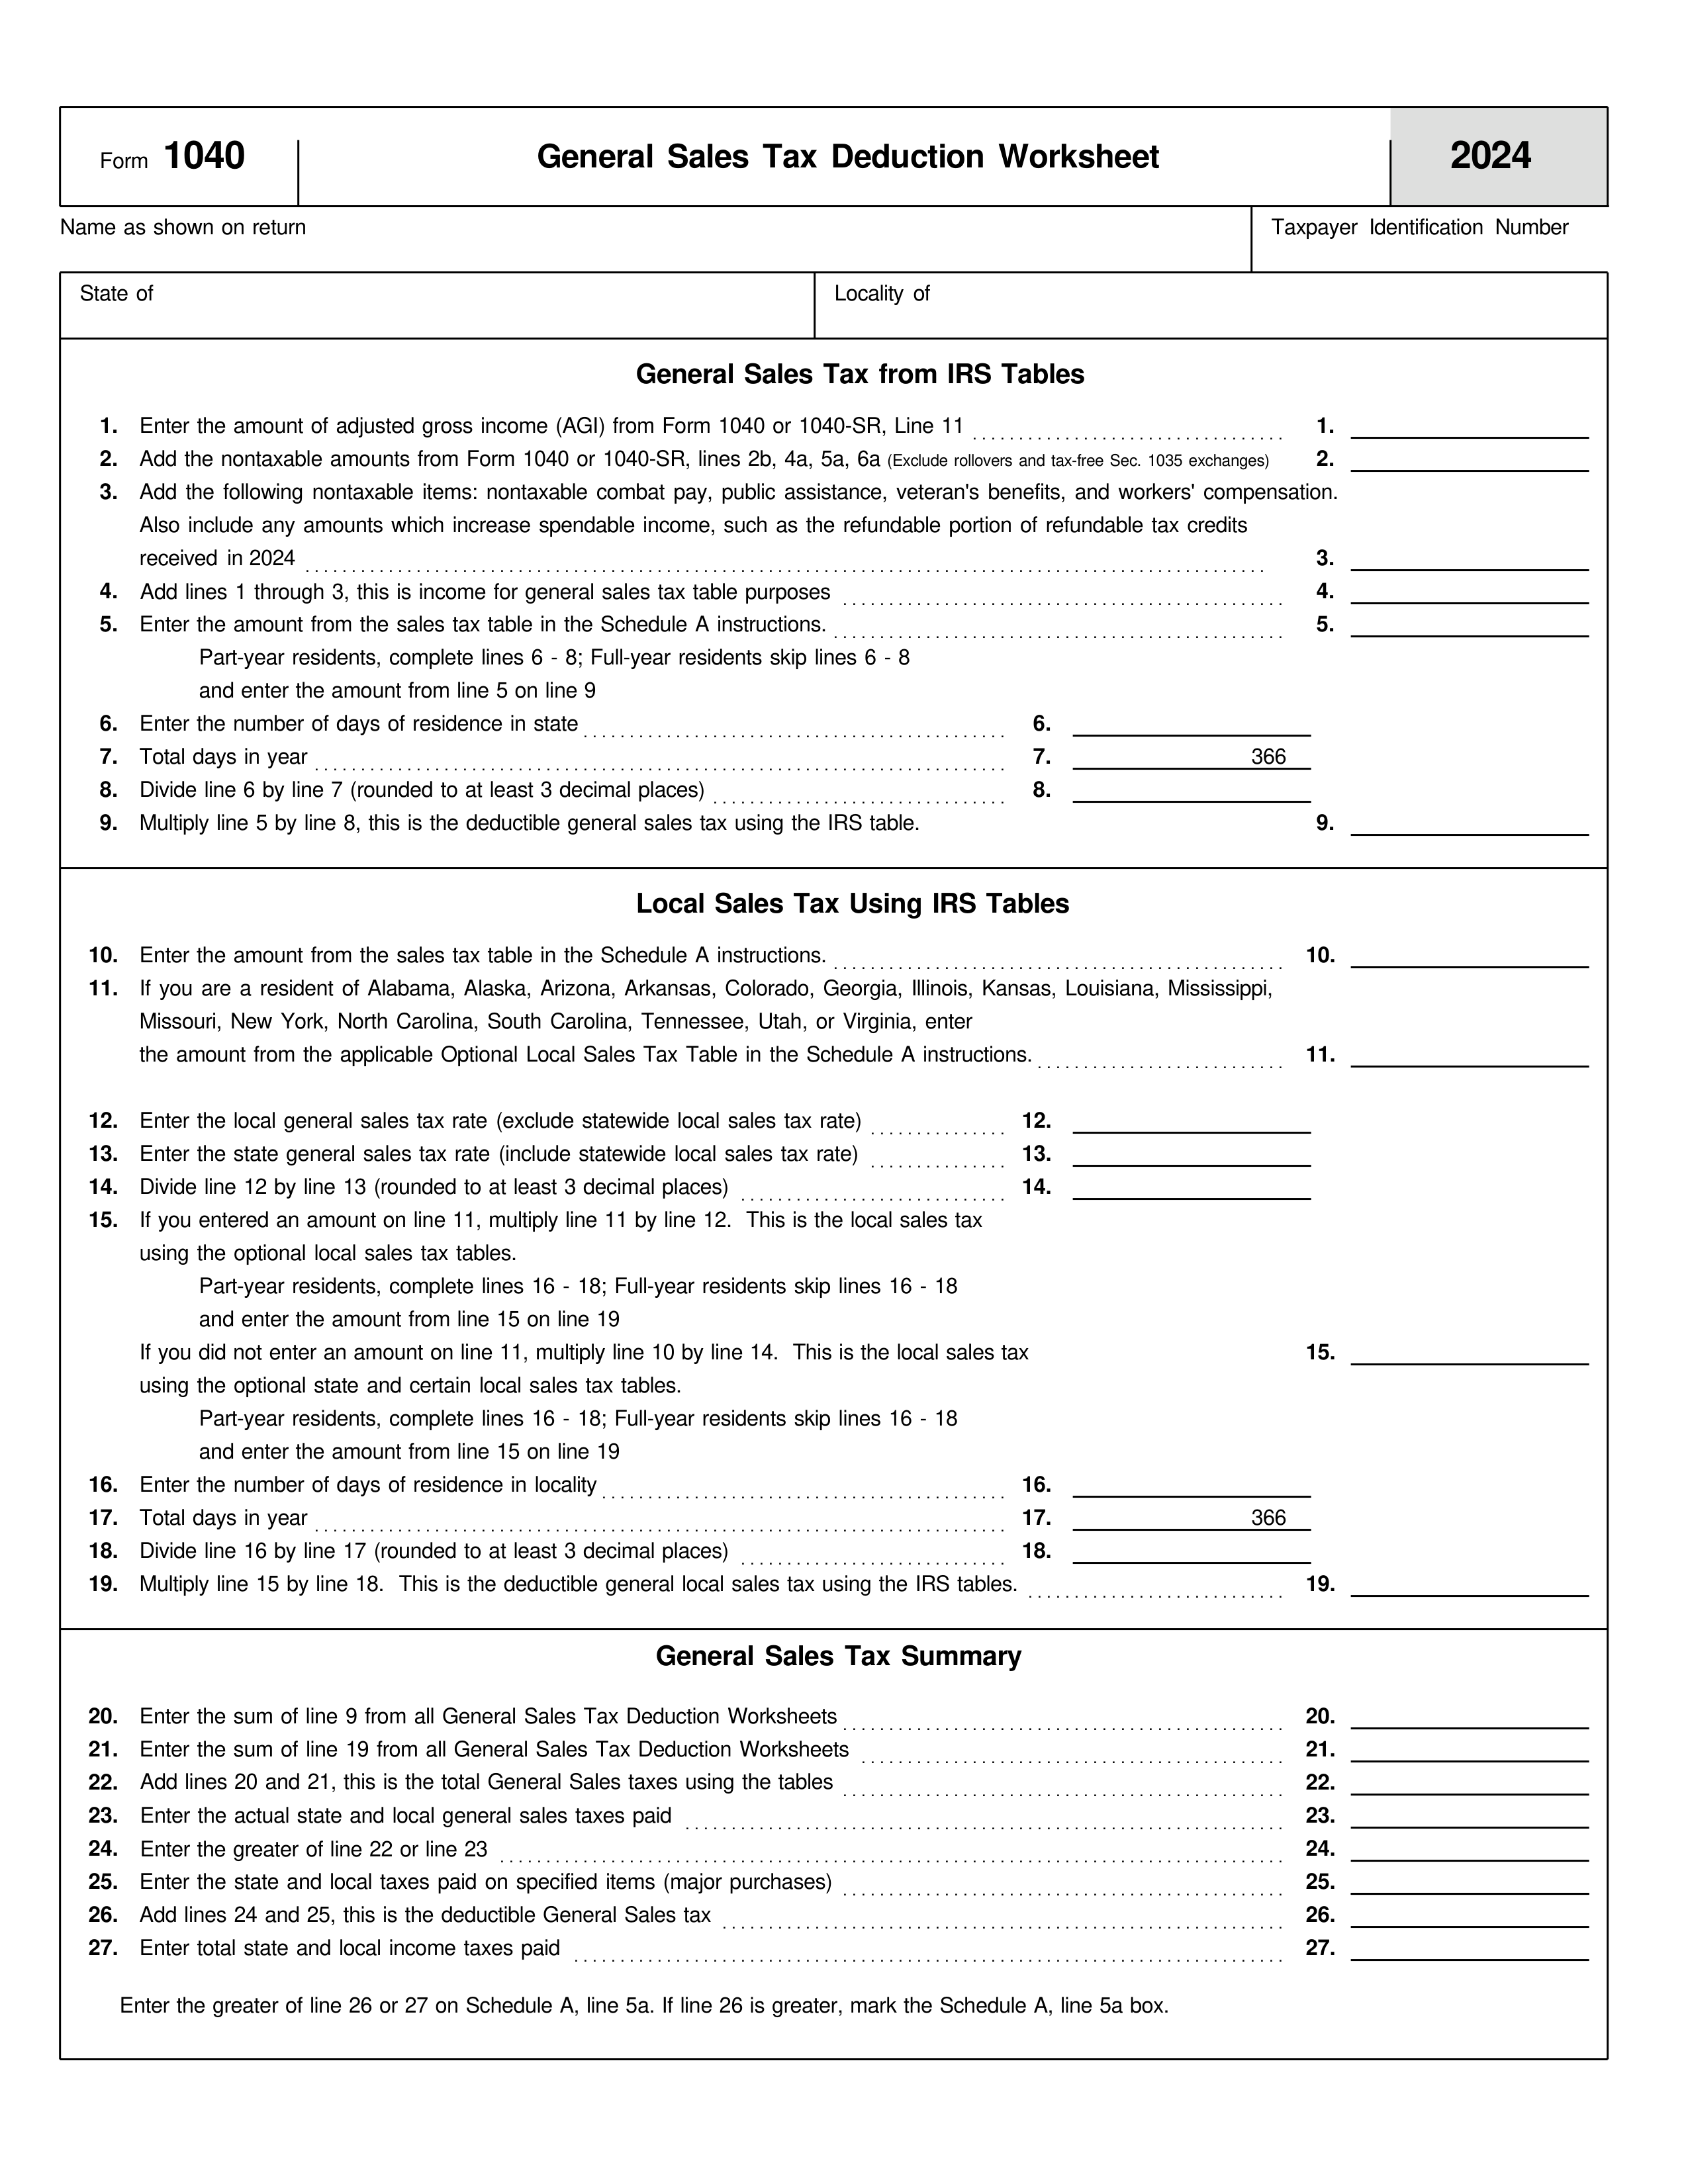 Form 1040 General Sales Tax Deduction Worksheet 2024
Name as shown on return Taxpayer Identification Number
State of Locality of
General Sales Tax from IRS Tables
1. Enter the amount of adjusted gross income (AGI) from Form 1040 or 1040-SR, Line 11 1.
2. Add the nontaxable amounts from Form 1040 or 1040-SR, lines 2b, 4a, 5a, 6a (Exclude rollovers and tax-free Sec. 1035 exchanges) 2.
3. Add the following nontaxable items: nontaxable combat pay, public assistance, veteran's benefits, and workers' compensation.
Also include any amounts which increase spendable income, such as the refundable portion of refundable tax credits
received in 2024 3.
4. Add lines 1 through 3, this is income for general sales tax table purposes 4.
5. Enter the amount from the sales tax table in the Schedule A instructions. 5.
Part-year residents, complete lines 6 - 8; Full-year residents skip lines 6 - 8
and enter the amount from line 5 on line 9
6. Enter the number of days of residence in state 6.
7. Total days in year 7. 366
8. Divide line 6 by line 7 (rounded to at least 3 decimal places) 8.
9. Multiply line 5 by line 8, this is the deductible general sales tax using the IRS table. 9.
Local Sales Tax Using IRS Tables
10. Enter the amount from the sales tax table in the Schedule A instructions. 10.
11. If you are a resident of Alabama, Alaska, Arizona, Arkansas, Colorado, Georgia, Illinois, Kansas, Louisiana, Mississippi,
Missouri, New York, North Carolina, South Carolina, Tennessee, Utah, or Virginia, enter
the amount from the applicable Optional Local Sales Tax Table in the Schedule A instructions. 11.
12. Enter the local general sales tax rate (exclude statewide local sales tax rate) 12.
13. Enter the state general sales tax rate (include statewide local sales tax rate) 13.
14. Divide line 12 by line 13 (rounded to at least 3 decimal places) 14.
15. If you entered an amount on line 11, multiply line 11 by line 12. This is the local sales tax
using the optional local sales tax tables.
Part-year residents, complete lines 16 - 18; Full-year residents skip lines 16 - 18
and enter the amount from line 15 on line 19
If you did not enter an amount on line 11, multiply line 10 by line 14. This is the local sales tax 15.
using the optional state and certain local sales tax tables.
Part-year residents, complete lines 16 - 18; Full-year residents skip lines 16 - 18
and enter the amount from line 15 on line 19
16. Enter the number of days of residence in locality 16.
17. Total days in year 17. 366
18. Divide line 16 by line 17 (rounded to at least 3 decimal places) 18.
19. Multiply line 15 by line 18. This is the deductible general local sales tax using the IRS tables. 19.
General Sales Tax Summary
20. Enter the sum of line 9 from all General Sales Tax Deduction Worksheets 20.
21. Enter the sum of line 19 from all General Sales Tax Deduction Worksheets 21.
22. Add lines 20 and 21, this is the total General Sales taxes using the tables 22.
23. Enter the actual state and local general sales taxes paid 23.
24. Enter the greater of line 22 or line 23 24.
25. Enter the state and local taxes paid on specified items (major purchases) 25.
26. Add lines 24 and 25, this is the deductible General Sales tax 26.
27. Enter total state and local income taxes paid 27.
Enter the greater of line 26 or 27 on Schedule A, line 5a. If line 26 is greater, mark the Schedule A, line 5a box.